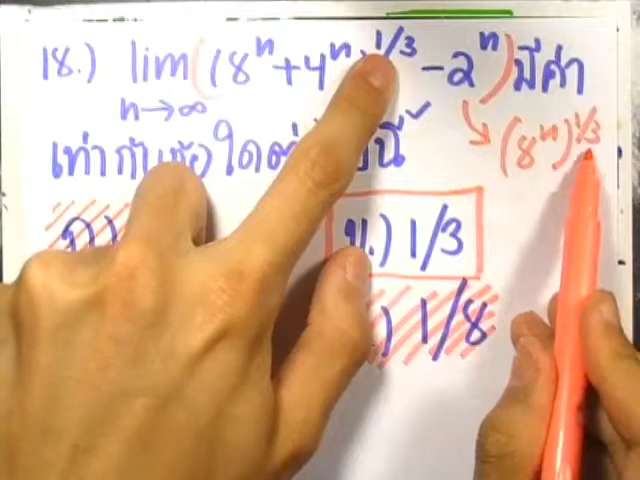 18.) lim((8ⁿ+4ⁿ)^1/3 -2ⁿ) มีค่า
n→∞
เท่ากับข้อใดต่อไปนี้
(8ⁿ)^1/3
ก ข.) 1/3
) 1/8